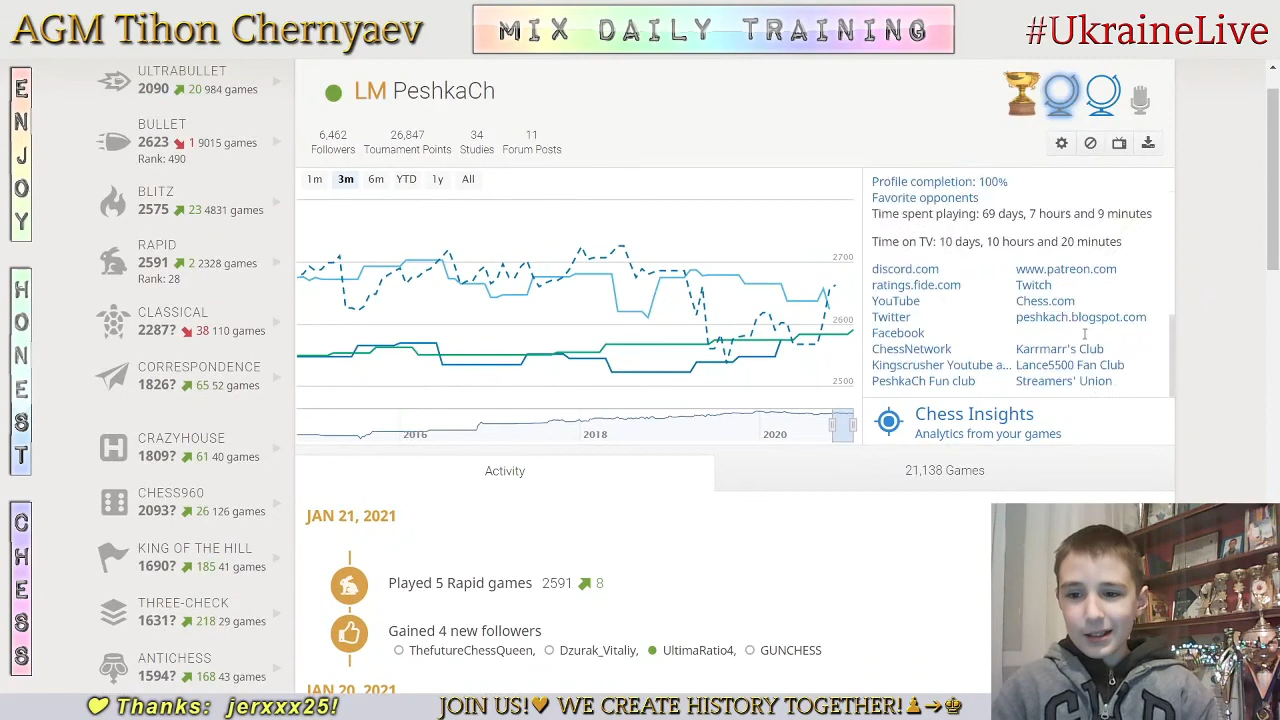 AGM Tihon Chernyaev
MIX DAILY TRAINING
#UkraineLive
ENJOY
HONEST
CHESS
ULTRABULLET
2090 20 984 games
BULLET
2623 1 9015 games
Rank: 490
BLITZ
2575 23 4831 games
RAPID
2591 2 2328 games
Rank: 28
CLASSICAL
2287? 38 110 games
CORRESPONDENCE
1826? 65 52 games
CRAZYHOUSE
1809? 61 40 games
CHESS960
2093? 26 126 games
KING OF THE HILL
1690? 185 41 games
THREE-CHECK
1631? 218 29 games
ANTICHESS
1594? 168 43 games
LM PeshkaCh
6,462 26,847 34 11
Followers Tournament Points Studies Forum Posts
1m 3m 6m YTD 1y All
2700
2600
2500
2016 2018 2020
Profile completion: 100%
Favorite opponents
Time spent playing: 69 days, 7 hours and 9 minutes
Time on TV: 10 days, 10 hours and 20 minutes
discord.com www.patreon.com
ratings.fide.com Twitch
YouTube Chess.com
Twitter peshkach.blogspot.com
Facebook
ChessNetwork Karrmarr's Club
Kingscrusher Youtube a... Lance5500 Fan Club
PeshkaCh Fun club Streamers' Union
Chess Insights
Analytics from your games
Activity 21,138 Games
JAN 21, 2021
Played 5 Rapid games 2591 8
Gained 4 new followers
ThefutureChessQueen, Dzurak_Vitaliy, UltimaRatio4, GUNCHESS
JAN 20, 2021
Thanks: jerxxx25!
JOIN US! WE CREATE HISTORY TOGETHER!